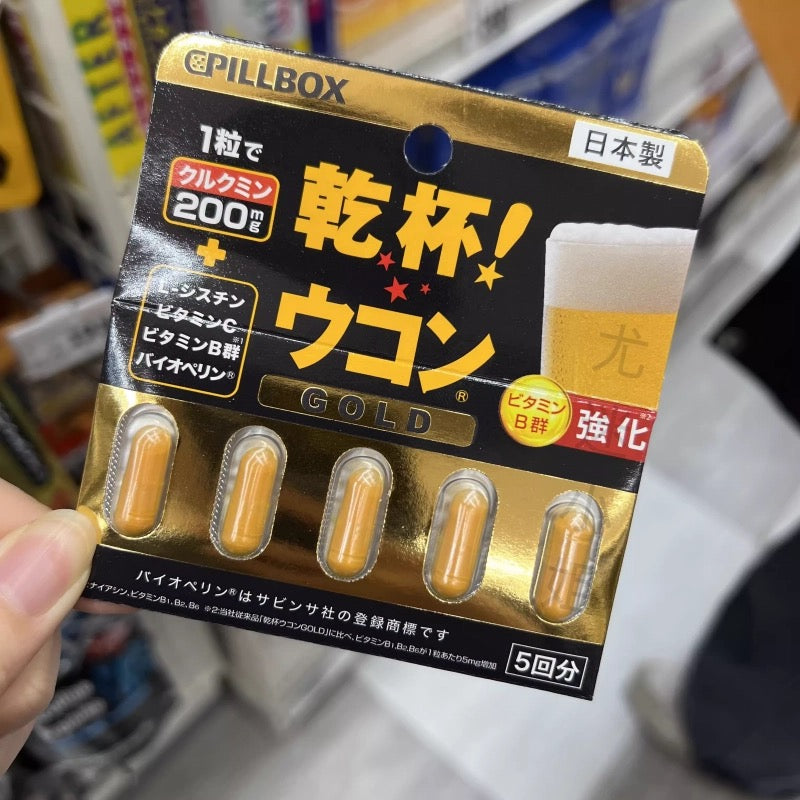 PILLBOX
日本製
1粒で
クルクミン
200mg
+
L-シスチン
ビタミンC
ビタミンB群※1
バイオペリン®
乾杯!
ウコン®
GOLD
尤
ビタミン
B群
強化※2
バイオペリン®はサビンサ社の登録商標です
ナイアシン、ビタミンB1、B2、B6 ※2:当社従来品「乾杯ウコンGOLD」に比べ、ビタミンB1、B2、B6が1粒あたり5mg増加
5回分
AFTER